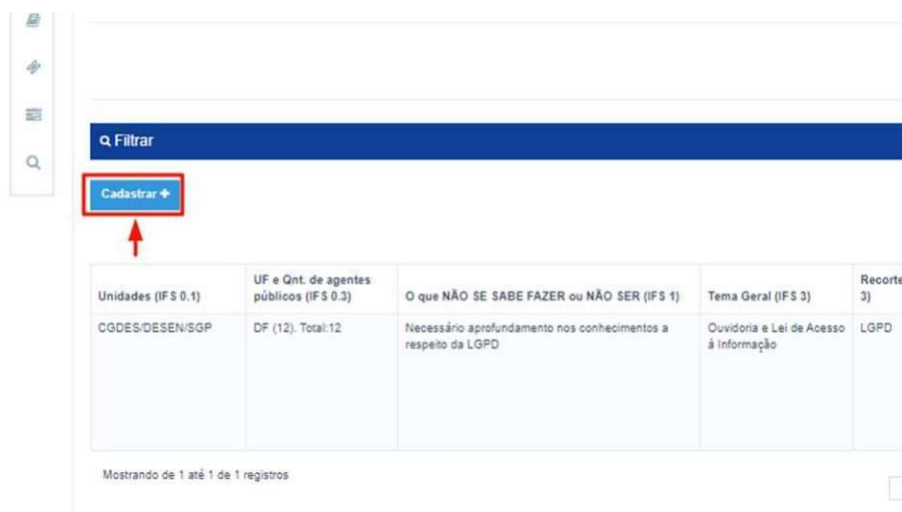 Filtrar
Cadastrar +
Unidades (IFS 0.1)
UF e Qnt. de agentes
públicos (IFS 0.3)
O que NÃO SE SABE FAZER ou NÃO SER (IFS 1)
Tema Geral (IFS 3)
Recorte
3)
CGDES/DESEN/SGP
DF (12). Total:12
Necessário aprofundamento nos conhecimentos a
respeito da LGPD
Ouvidoria e Lei de Acesso
á Informação
LGPD
Mostrando de 1 até 1 de 1 registros